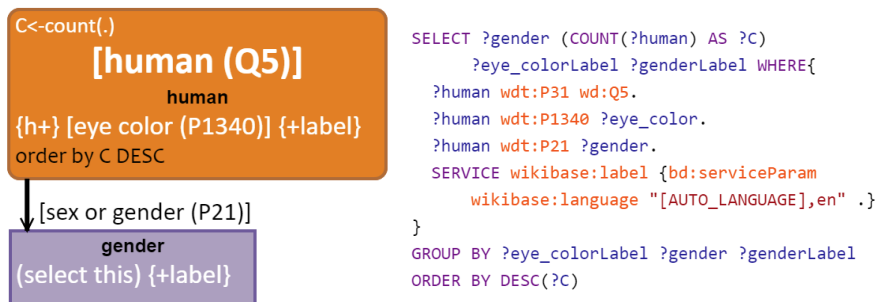 C<-count(.)
[human (Q5)]
human
{h+} [eye color (P1340)] {+label}
order by C DESC
[sex or gender (P21)]
gender
(select this) {+label}
SELECT ?gender (COUNT(?human) AS ?C)
?eye_colorLabel ?genderLabel WHERE{
?human wdt:P31 wd:Q5.
?human wdt:P1340 ?eye_color.
?human wdt:P21 ?gender.
SERVICE wikibase:label {bd:serviceParam
wikibase:language "[AUTO_LANGUAGE],en" .}
}
GROUP BY ?eye_colorLabel ?gender ?genderLabel
ORDER BY DESC(?C)